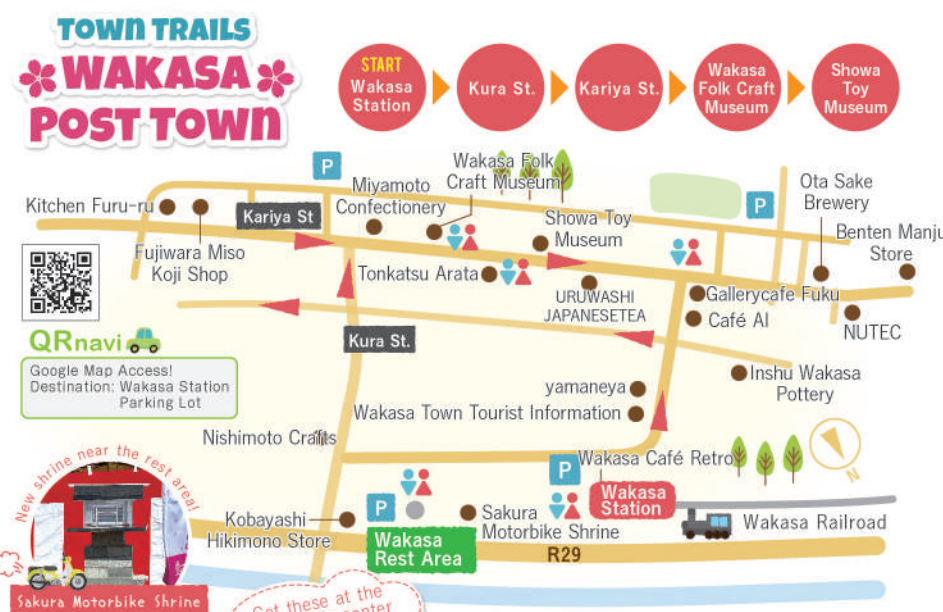 TOWN TRAILS
WAKASA
POST TOWN
START
Wakasa
Station
Kura St.
Kariya St.
Wakasa
Folk Craft
Museum
Showa
Toy
Museum
P
Wakasa Folk
Craft Museum
Miyamoto
Confectionery
P
Ota Sake
Brewery
Kitchen Furu-ru
Kariya St
Showa Toy
Museum
Benten Manju
Store
Fujiwara Miso
Koji Shop
Tonkatsu Arata
URUWASHI
JAPANESETEA
Gallerycafe Fuku
Café AI
NUTEC
QRnavi
Google Map Access!
Destination: Wakasa Station
Parking Lot
Kura St.
Inshu Wakasa
Pottery
yamaneya
Wakasa Town Tourist Information
Nishimoto Crafts
P
Wakasa Café Retro
N
New shrine near the rest area!
P
Wakasa
Station
Kobayashi
Hikimono Store
Sakura
Motorbike Shrine
Wakasa Railroad
Wakasa
Rest Area
R29
Sakura Motorbike Shrine
Get these at the
center